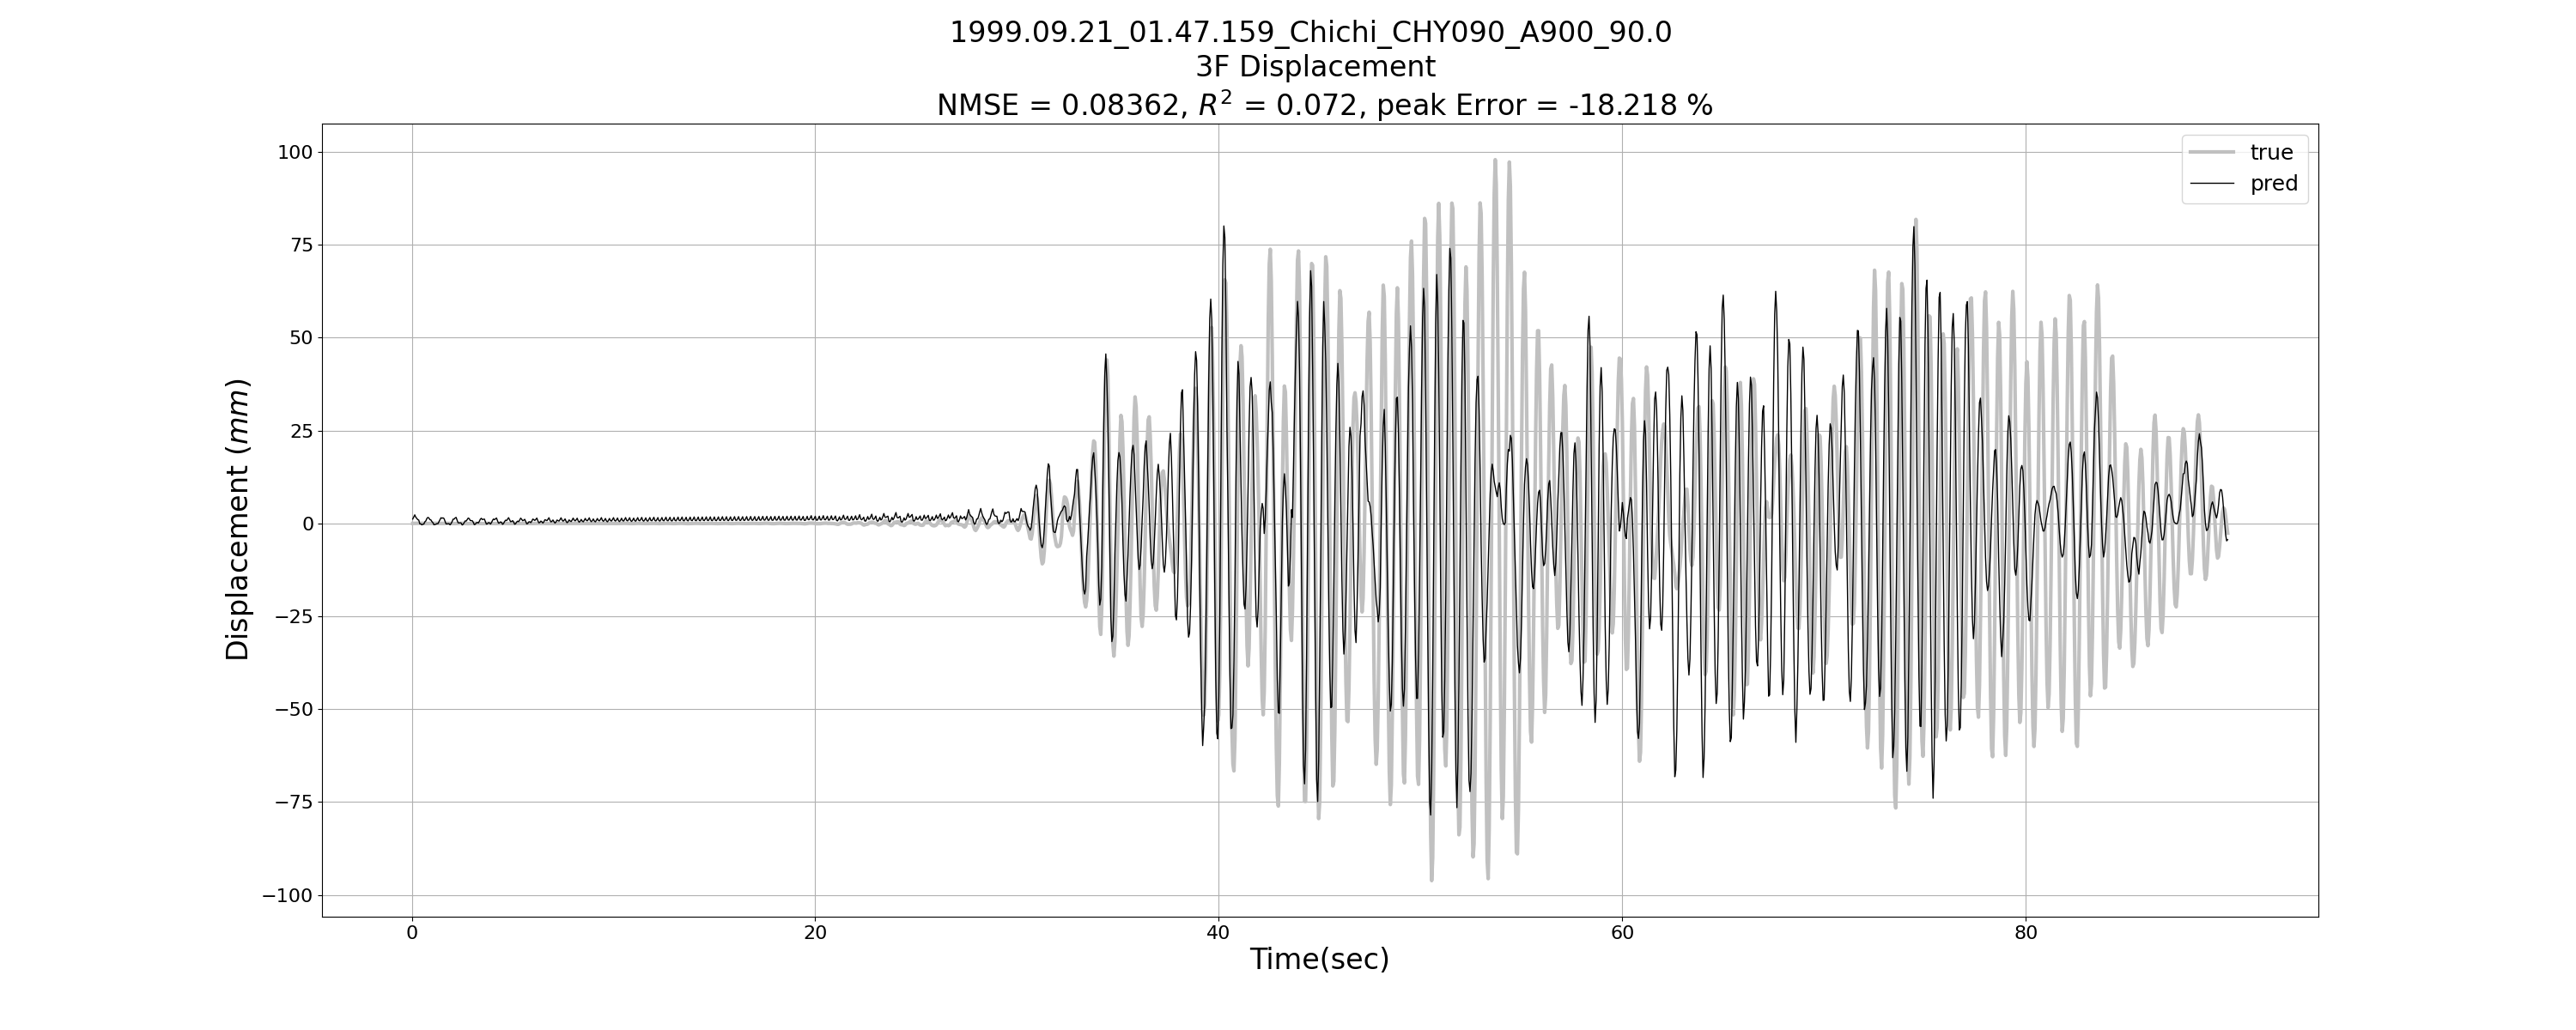 1999.09.21_01.47.159_Chichi_CHY090_A900_90.0
3F Displacement
NMSE = 0.08362, R² = 0.072, peak Error = -18.218 %
true
pred
Displacement (mm)
100
75
50
25
0
−25
−50
−75
−100
0 20 40 60 80
Time(sec)